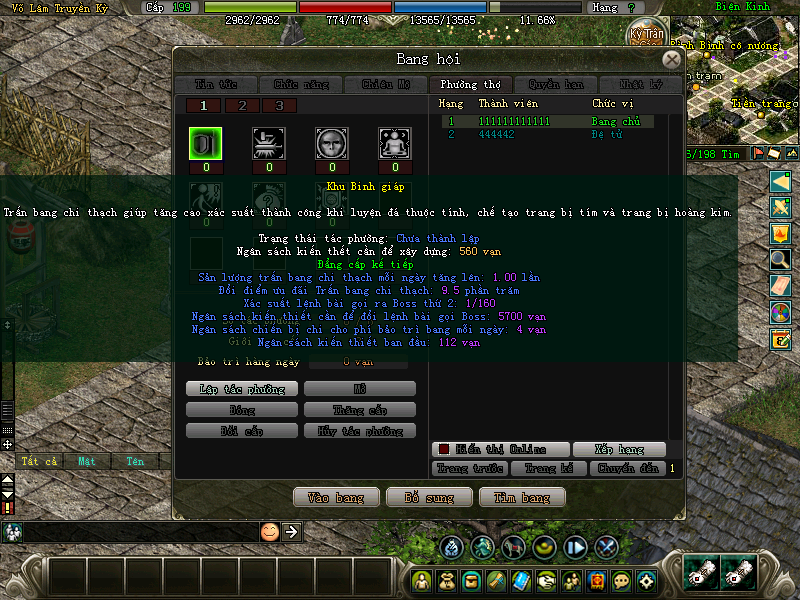 Võ Lâm Truyền Kỳ
Cấp 199
Hạng ?
Biện Kinh
2962/2962
774/774
13565/13565
11.66%
Kỳ Trân
Bang hội
Tin tức
Chức năng
Chiêu Mộ
Phường thợ
Quyền hạn
Nhật ký
1
2
3
Hạng
Thành viên
Chức vị
1
111111111111
Bang chủ
2
444442
Đệ tử
/198 Tìm
0
0
0
0
Khu Binh giáp
Trấn bang chi thạch giúp tăng cao xác suất thành công khi luyện đá thuộc tính, chế tạo trang bị tím và trang bị hoàng kim.
Trạng thái tác phường: Chưa thành lập
Ngân sách kiến thết cần để xây dựng: 560 vạn
Đẳng cấp kế tiếp
Sản lượng trấn bang chi thạch mỗi ngày tăng lên: 1.00 lần
Đổi điểm ưu đãi Trấn bang chi thạch: 9.5 phần trăm
Xác suất lệnh bài gọi ra Boss thứ 2: 1/160
Ngân sách kiến thiết cần để đổi lệnh bài gọi Boss: 5700 vạn
Ngân sách chiến bị chi cho phí bảo trì bang mỗi ngày: 4 vạn
Ngân sách kiến thiết ban đầu: 112 vạn
Bảo trì hàng ngày
0 vạn
Lập tác phường
Mở
Đóng
Thăng cấp
Đổi cấp
Hủy tác phường
Hiển thị Online
Xếp hạng
Trang trước
Trang kế
Chuyển đến
1
Tất cả
Mật
Tên
Vào bang
Bổ sung
Tìm bang